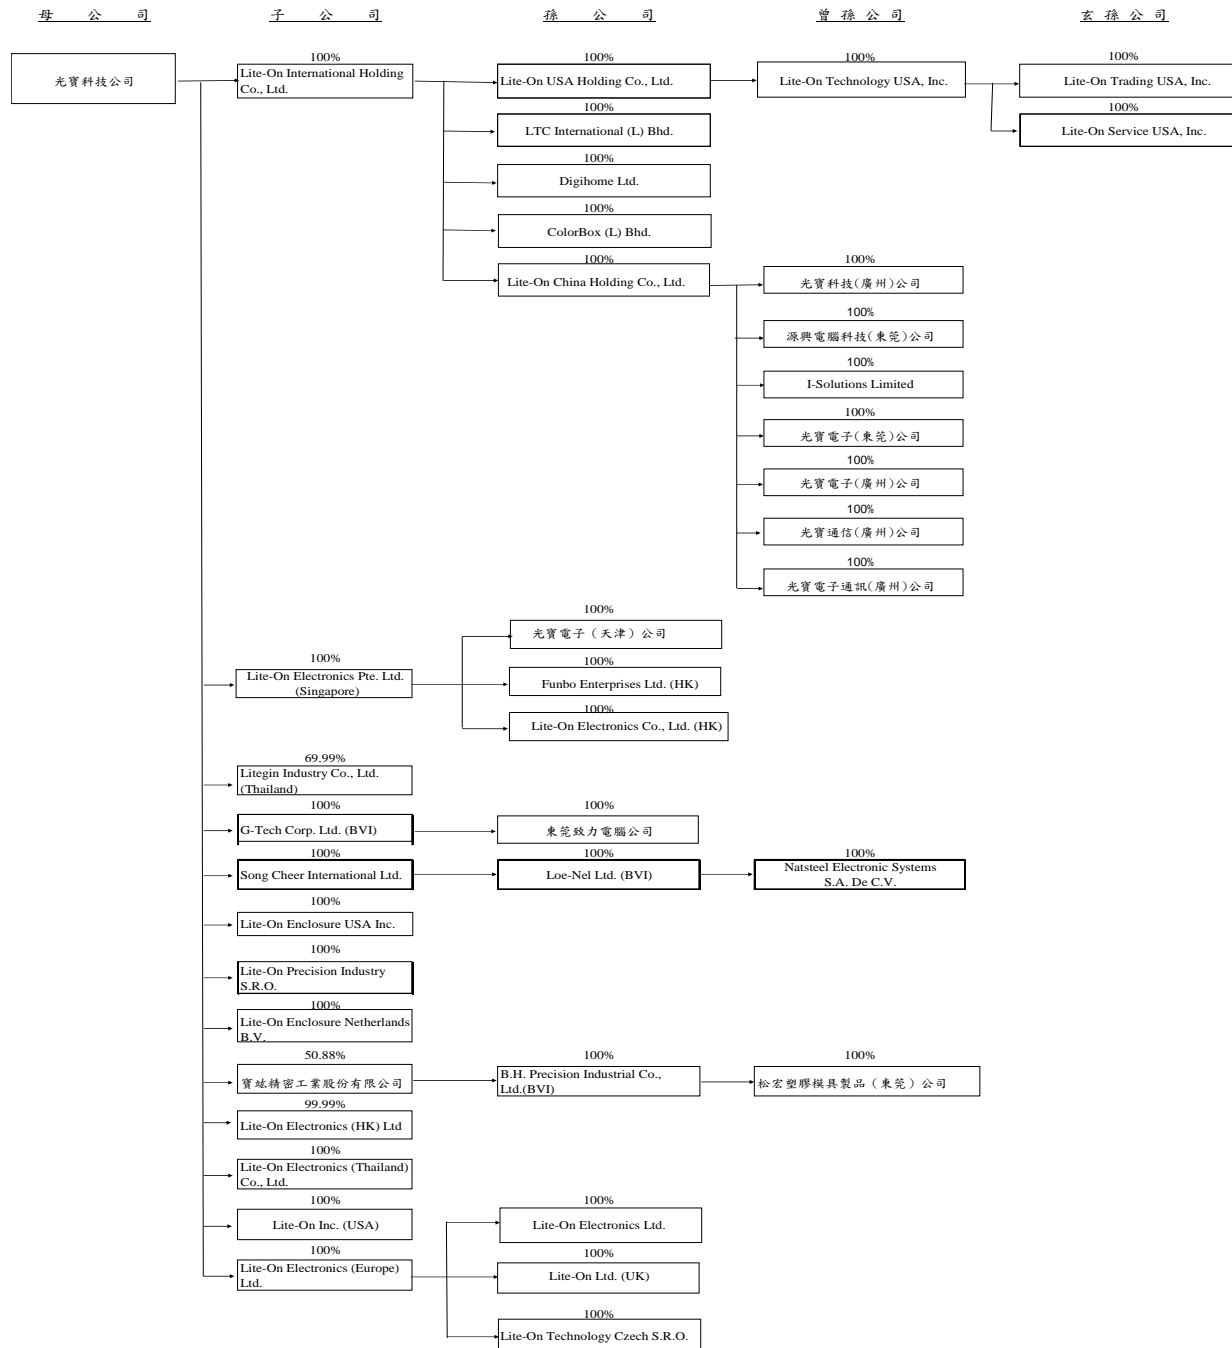 母 公 司 子 公 司 孫 公 司 曾 孫 公 司 玄 孫 公 司
100% 100% 100% 100%
光寶科技公司 Lite-On International Holding Co., Ltd. Lite-On USA Holding Co., Ltd. Lite-On Technology USA, Inc. Lite-On Trading USA, Inc.
100% 100%
LTC International (L) Bhd. Lite-On Service USA, Inc.
100%
Digihome Ltd.
100%
ColorBox (L) Bhd.
100% 100%
Lite-On China Holding Co., Ltd. 光寶科技(廣州)公司
100%
源興電腦科技(東莞)公司
100%
I-Solutions Limited
100%
光寶電子(東莞)公司
100%
光寶電子(廣州)公司
100%
光寶通信(廣州)公司
100%
光寶電子通訊(廣州)公司
100%
光寶電子（天津）公司
100% 100%
Lite-On Electronics Pte. Ltd. Funbo Enterprises Ltd. (HK)
(Singapore)
100%
Lite-On Electronics Co., Ltd. (HK)
69.99%
Litegin Industry Co., Ltd.
(Thailand)
100% 100%
G-Tech Corp. Ltd. (BVI) 東莞致力電腦公司
100% 100% 100%
Song Cheer International Ltd. Loe-Nel Ltd. (BVI) Natsteel Electronic Systems
S.A. De C.V.
100%
Lite-On Enclosure USA Inc.
100%
Lite-On Precision Industry
S.R.O.
100%
Lite-On Enclosure Netherlands
B.V.
50.88% 100% 100%
寶竑精密工業股份有限公司 B.H. Precision Industrial Co., Ltd.(BVI) 松宏塑膠模具製品（東莞）公司
99.99%
Lite-On Electronics (HK) Ltd
100%
Lite-On Electronics (Thailand)
Co., Ltd.
100% 100%
Lite-On Inc. (USA) Lite-On Electronics Ltd.
100% 100%
Lite-On Electronics (Europe) Ltd. Lite-On Ltd. (UK)
100%
Lite-On Technology Czech S.R.O.